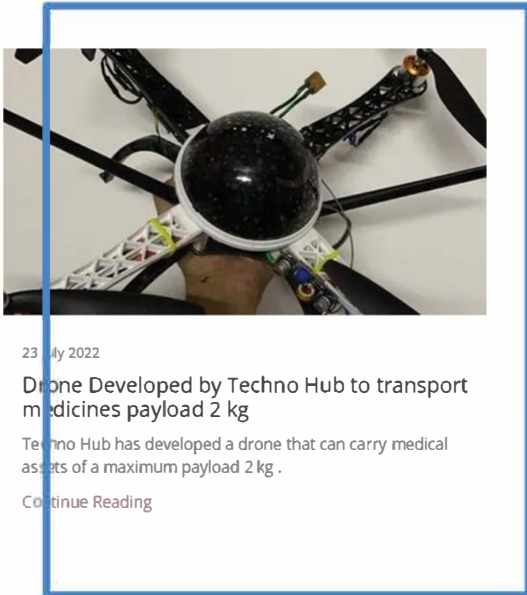 23 July 2022
Drone Developed by Techno Hub to transport
medicines payload 2 kg
Techno Hub has developed a drone that can carry medical
assets of a maximum payload 2 kg .
Continue Reading